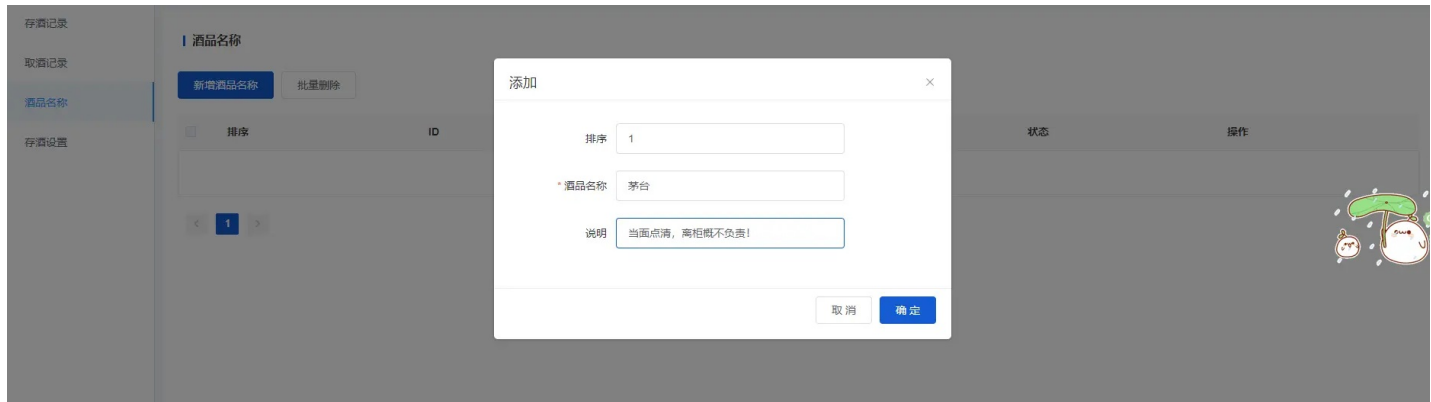 存酒记录
取酒记录
酒品名称
存酒设置
酒品名称
新增酒品名称 批量删除
排序 ID 状态 操作
< 1 >
添加 ×
排序 1
*酒品名称 茅台
说明 当面点清，离柜概不负责！
取消 确定